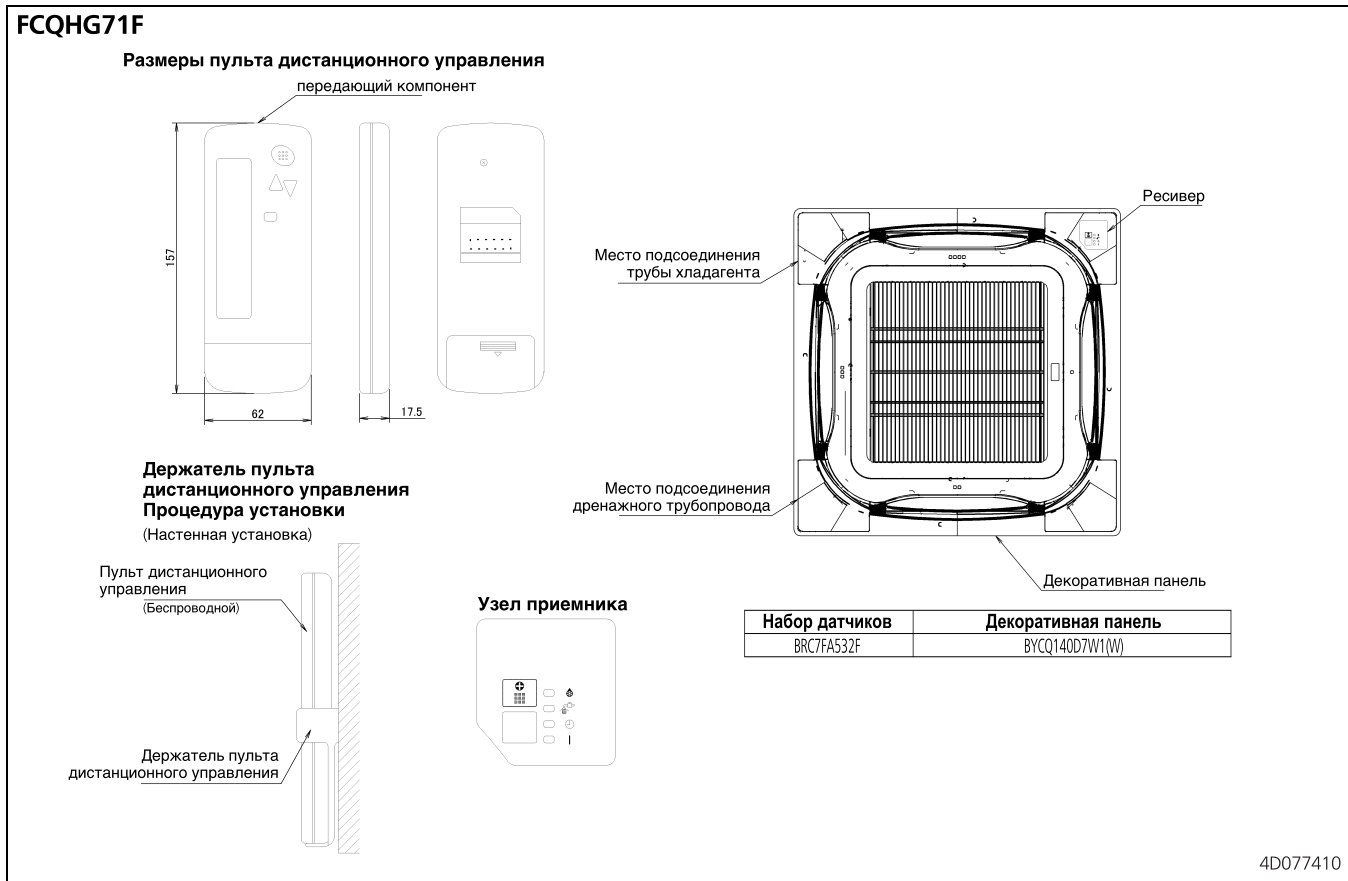 FCQHG71F
Размеры пульта дистанционного управления
передающий компонент
157
62
17.5
Ресивер
Место подсоединения
трубы хладагента
Место подсоединения
дренажного трубопровода
Декоративная панель
Держатель пульта
дистанционного управления
Процедура установки
(Настенная установка)
Пульт дистанционного
управления
(Беспроводной)
Держатель пульта
дистанционного управления
Узел приемника
Набор датчиков Декоративная панель
BRC7FA532F BYCQ140D7W1(W)
4D077410